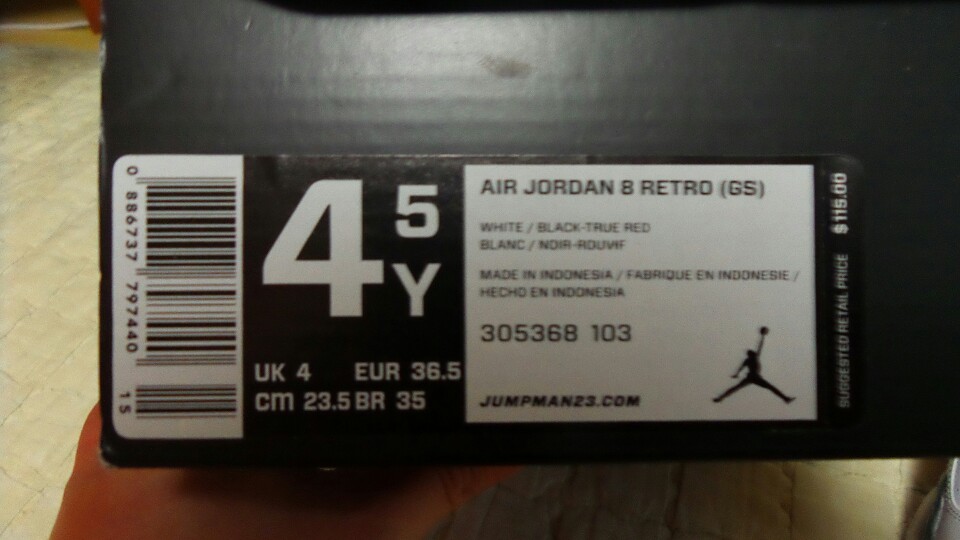 0 886737 797440
15
4 5
Y
UK 4 EUR 36.5
CM 23.5 BR 35
AIR JORDAN 8 RETRO (GS)
WHITE / BLACK-TRUE RED
BLANC / NOIR-ROUVIF
MADE IN INDONESIA / FABRIQUE EN INDONESIE /
HECHO EN INDONESIA
305368 103
JUMPMAN23.COM
SUGGESTED RETAIL PRICE $115.00